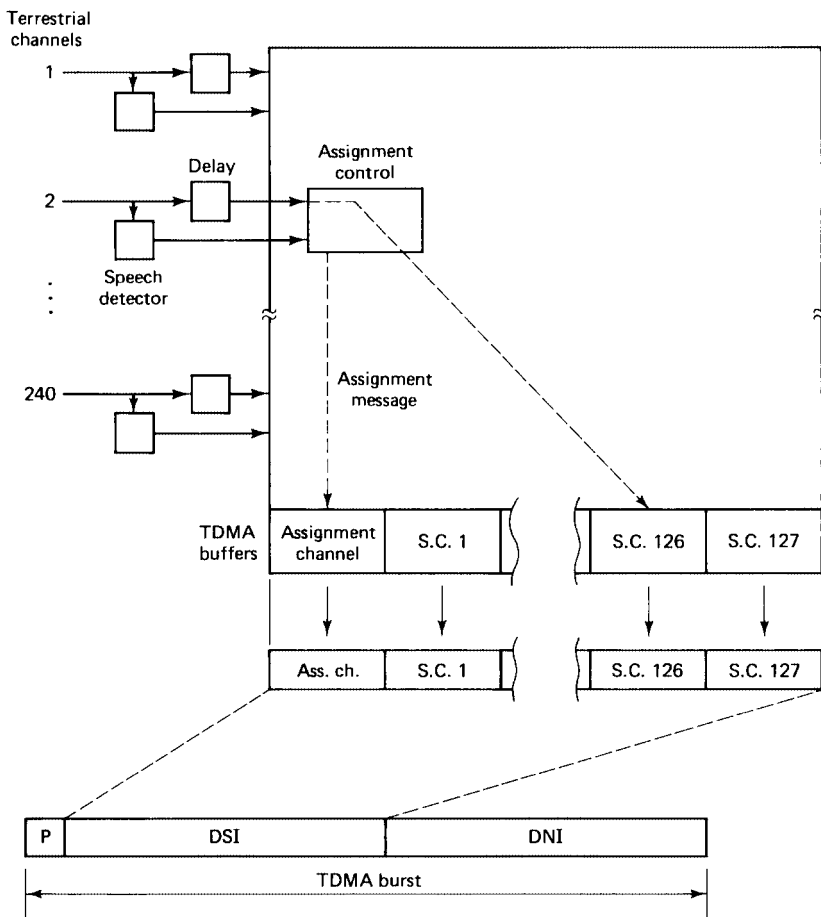 Terrestrial
channels
1
Delay
Assignment
control
2
Speech
detector
.
.
.
240
Assignment
message
TDMA
buffers
Assignment
channel
S.C. 1
S.C. 126
S.C. 127
Ass. ch.
S.C. 1
S.C. 126
S.C. 127
P
DSI
DNI
TDMA burst